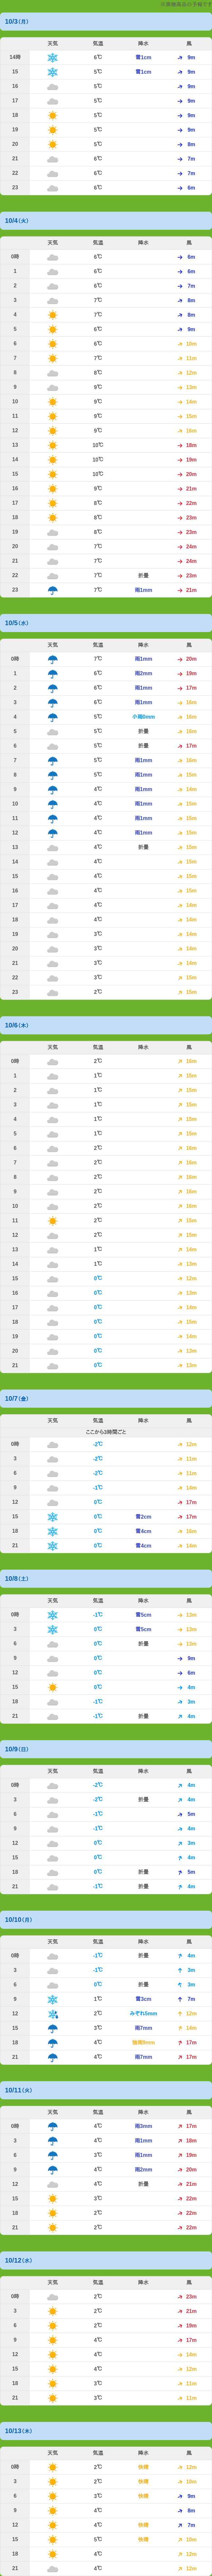 10/3(月)
天気 気温 降水 風
14時 6℃ 雪1cm 9m
15 5℃ 雪1cm 9m
16 5℃ 9m
17 5℃ 9m
18 5℃ 9m
19 5℃ 9m
20 5℃ 8m
21 6℃ 7m
22 6℃ 7m
23 6℃ 6m
10/4(火)
天気 気温 降水 風
0時 6℃ 6m
1 6℃ 6m
2 6℃ 7m
3 7℃ 8m
4 7℃ 8m
5 6℃ 9m
6 6℃ 10m
7 7℃ 11m
8 8℃ 12m
9 9℃ 13m
10 9℃ 14m
11 9℃ 15m
12 9℃ 16m
13 10℃ 18m
14 10℃ 19m
15 10℃ 20m
16 9℃ 21m
17 8℃ 22m
18 8℃ 23m
19 8℃ 23m
20 7℃ 24m
21 7℃ 24m
22 7℃ 折畳 23m
23 7℃ 雨1mm 21m
10/5(水)
天気 気温 降水 風
0時 7℃ 雨1mm 20m
1 6℃ 雨2mm 19m
2 6℃ 雨1mm 17m
3 6℃ 雨1mm 16m
4 5℃ 小雨0mm 16m
5 5℃ 折畳 16m
6 5℃ 折畳 17m
7 5℃ 雨1mm 16m
8 5℃ 雨1mm 15m
9 4℃ 雨1mm 14m
10 4℃ 雨1mm 15m
11 4℃ 雨1mm 15m
12 4℃ 雨1mm 15m
13 4℃ 折畳 15m
14 4℃ 15m
15 4℃ 15m
16 4℃ 15m
17 4℃ 14m
18 4℃ 14m
19 3℃ 14m
20 3℃ 14m
21 3℃ 14m
22 3℃ 15m
23 2℃ 15m
10/6(木)
天気 気温 降水 風
0時 2℃ 16m
1 1℃ 15m
2 1℃ 15m
3 1℃ 15m
4 1℃ 15m
5 1℃ 15m
6 2℃ 16m
7 2℃ 16m
8 2℃ 16m
9 2℃ 16m
10 2℃ 16m
11 2℃ 15m
12 2℃ 15m
13 1℃ 14m
14 1℃ 13m
15 0℃ 12m
16 0℃ 13m
17 0℃ 14m
18 0℃ 15m
19 0℃ 14m
20 0℃ 13m
21 0℃ 13m
10/7(金)
天気 気温 降水 風
ここから3時間ごと
0時 -2℃ 12m
3 -2℃ 11m
6 -2℃ 11m
9 -1℃ 14m
12 0℃ 17m
15 0℃ 雪2cm 17m
18 0℃ 雪4cm 16m
21 0℃ 雪4cm 14m
10/8(土)
天気 気温 降水 風
0時 -1℃ 雪5cm 13m
3 0℃ 雪5cm 13m
6 0℃ 折畳 13m
9 0℃ 9m
12 0℃ 6m
15 0℃ 4m
18 -1℃ 3m
21 -1℃ 折畳 4m
10/9(日)
天気 気温 降水 風
0時 -2℃ 4m
3 -2℃ 折畳 4m
6 -1℃ 5m
9 -1℃ 4m
12 0℃ 3m
15 0℃ 4m
18 0℃ 折畳 5m
21 -1℃ 折畳 4m
10/10(月)
天気 気温 降水 風
0時 -1℃ 折畳 4m
3 -1℃ 3m
6 0℃ 折畳 3m
9 1℃ 雪3cm 7m
12 2℃ みぞれ5mm 12m
15 3℃ 雨7mm 14m
18 4℃ 強雨9mm 17m
21 4℃ 雨7mm 17m
10/11(火)
天気 気温 降水 風
0時 4℃ 雨3mm 17m
3 4℃ 雨1mm 18m
6 3℃ 雨1mm 19m
9 4℃ 雨2mm 20m
12 4℃ 折畳 21m
15 3℃ 22m
18 2℃ 22m
21 2℃ 22m
10/12(水)
天気 気温 降水 風
0時 2℃ 23m
3 2℃ 21m
6 2℃ 19m
9 4℃ 17m
12 4℃ 14m
15 4℃ 12m
18 3℃ 11m
21 3℃ 11m
10/13(木)
天気 気温 降水 風
0時 2℃ 快晴 12m
3 2℃ 快晴 10m
6 3℃ 快晴 9m
9 4℃ 8m
12 4℃ 快晴 7m
15 5℃ 快晴 10m
18 4℃ 12m
21 4℃ 12m